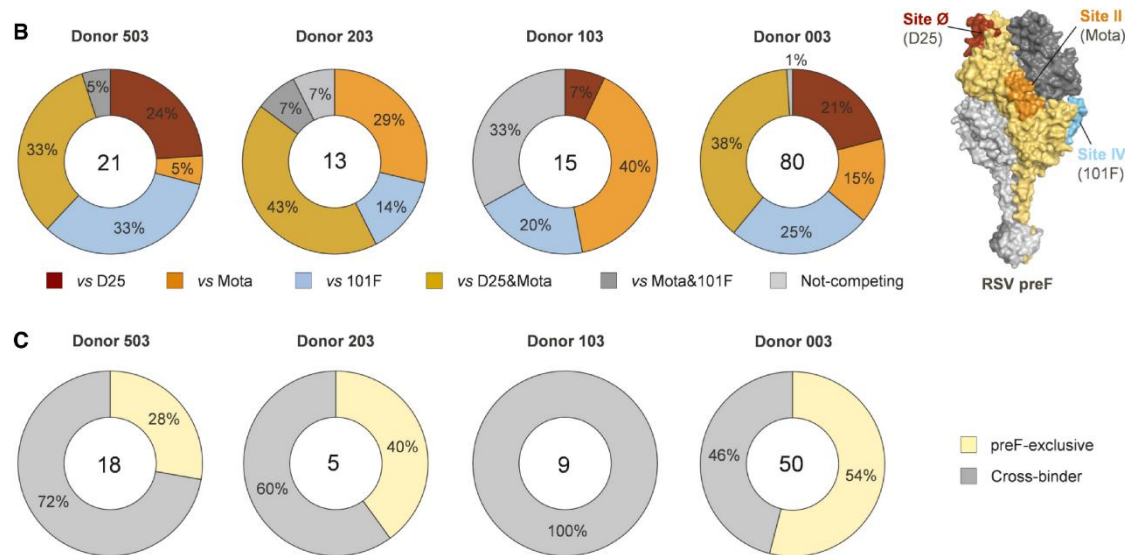 B
Donor 503
Donor 203
Donor 103
Donor 003
5%
24%
5%
33%
33%
21
7%
7%
29%
14%
43%
13
7%
40%
20%
33%
15
1%
21%
15%
25%
38%
80
Site Ø
(D25)
Site II
(Mota)
Site IV
(101F)
RSV preF
vs D25
vs Mota
vs 101F
vs D25&Mota
vs Mota&101F
Not-competing
C
Donor 503
Donor 203
Donor 103
Donor 003
28%
72%
18
40%
60%
5
100%
9
46%
54%
50
preF-exclusive
Cross-binder